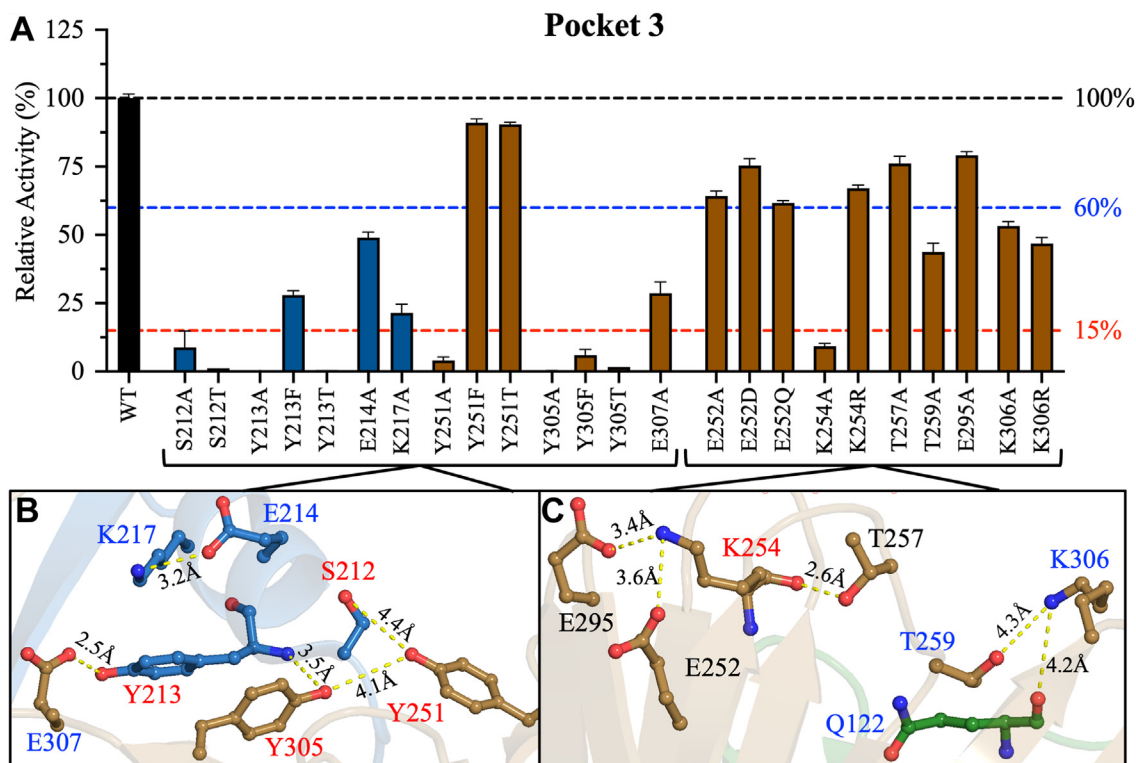 A
Pocket 3
Relative Activity (%)
125
100
75
50
25
0
100%
60%
15%
WT
S212A
S212T
Y213A
Y213F
Y213T
E214A
K217A
Y251A
Y251F
Y251T
Y305A
Y305F
Y305T
E307A
E252A
E252D
E252Q
K254A
K254R
T257A
T259A
E295A
K306A
K306R
B
K217
E214
3.2Å
S212
4.4Å
2.5Å
3.5Å
4.1Å
Y213
Y251
E307
Y305
C
3.4Å
K254
T257
3.6Å
2.6Å
K306
E295
T259
4.3Å
E252
4.2Å
Q122